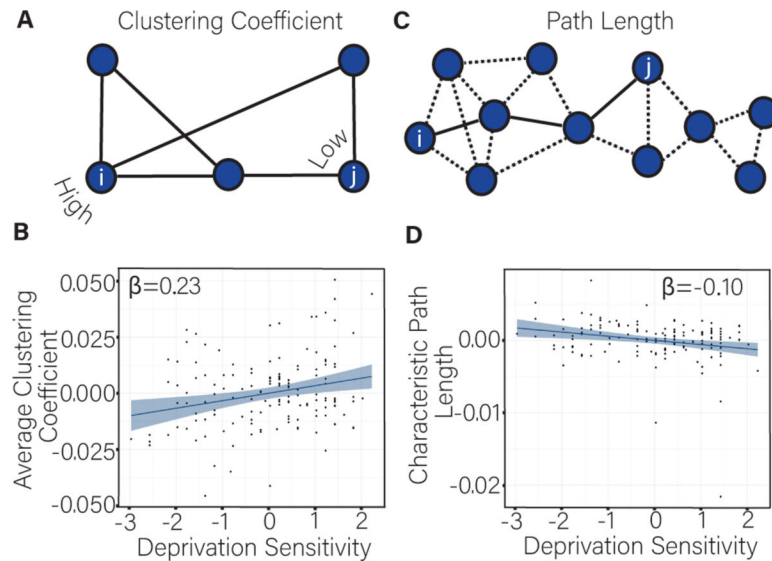 A
Clustering Coefficient
i
j
High
Low
C
Path Length
i
j
B
β=0.23
Average Clustering
Coefficient
0.050
0.025
0.000
-0.025
-0.050
-3 -2 -1 0 1 2
Deprivation Sensitivity
D
β=-0.10
Characteristic Path
Length
0.00
-0.01
-0.02
-3 -2 -1 0 1 2
Deprivation Sensitivity